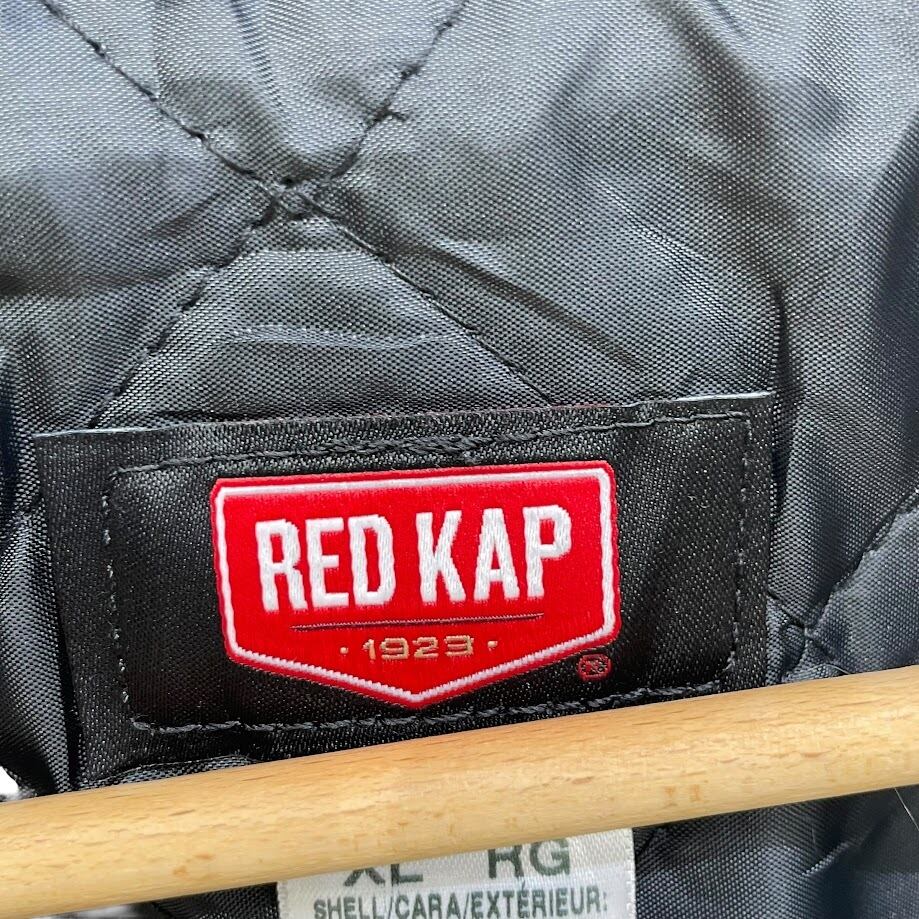 RED KAP
· 1923 ·
®
XL RG
SHELL/CARA/EXTÉRIEUR: